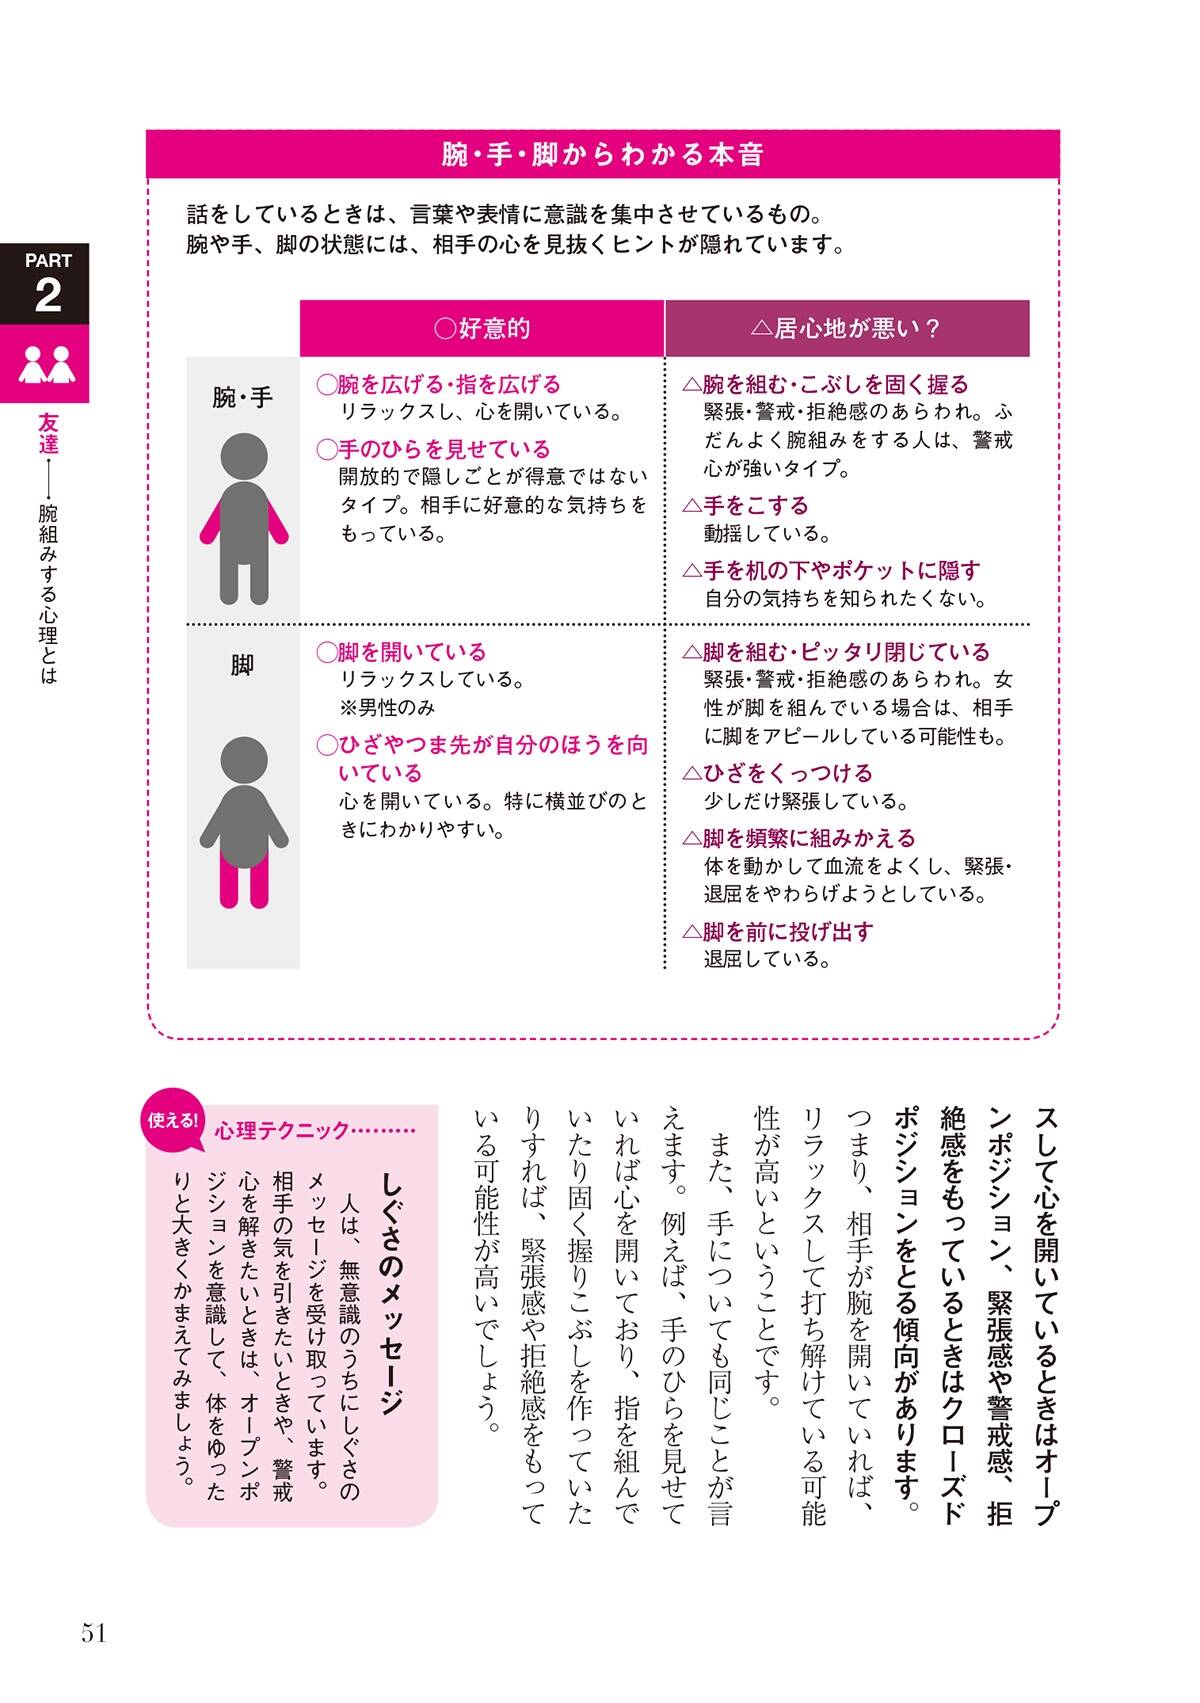 腕・手・脚からわかる本音
話をしているときは、言葉や表情に意識を集中させているもの。
腕や手、脚の状態には、相手の心を見抜くヒントが隠れています。
PART
2
友達——腕組みする心理とは
○好意的
△居心地が悪い？
腕・手
○腕を広げる・指を広げる
リラックスし、心を開いている。
○手のひらを見せている
開放的で隠しごとが得意ではない
タイプ。相手に好意的な気持ちを
もっている。
△腕を組む・こぶしを固く握る
緊張・警戒・拒絶感のあらわれ。ふ
だんよく腕組みをする人は、警戒
心が強いタイプ。
△手をこする
動揺している。
△手を机の下やポケットに隠す
自分の気持ちを知られたくない。
脚
○脚を開いている
リラックスしている。
※男性のみ
○ひざやつま先が自分のほうを向
いている
心を開いている。特に横並びのと
きにわかりやすい。
△脚を組む・ピッタリ閉じている
緊張・警戒・拒絶感のあらわれ。女
性が脚を組んでいる場合は、相手
に脚をアピールしている可能性も。
△ひざをくっつける
少しだけ緊張している。
△脚を頻繁に組みかえる
体を動かして血流をよくし、緊張・
退屈をやわらげようとしている。
△脚を前に投げ出す
退屈している。
スして心を開いているときはオープ
ンポジション、緊張感や警戒感、拒
絶感をもっているときはクローズド
ポジションをとる傾向があります。
つまり、相手が腕を開いていれば、
リラックスして打ち解けている可能
性が高いということです。
また、手についても同じことが言
えます。例えば、手のひらを見せて
いれば心を開いており、指を組んで
いたり固く握りこぶしを作っていた
りすれば、緊張感や拒絶感をもって
いる可能性が高いでしょう。
使える!
心理テクニック………
しぐさのメッセージ
人は、無意識のうちにしぐさの
メッセージを受け取っています。
相手の気を引きたいときや、警戒
心を解きたいときは、オープンポ
ジションを意識して、体をゆった
りと大きくかまえてみましょう。
51